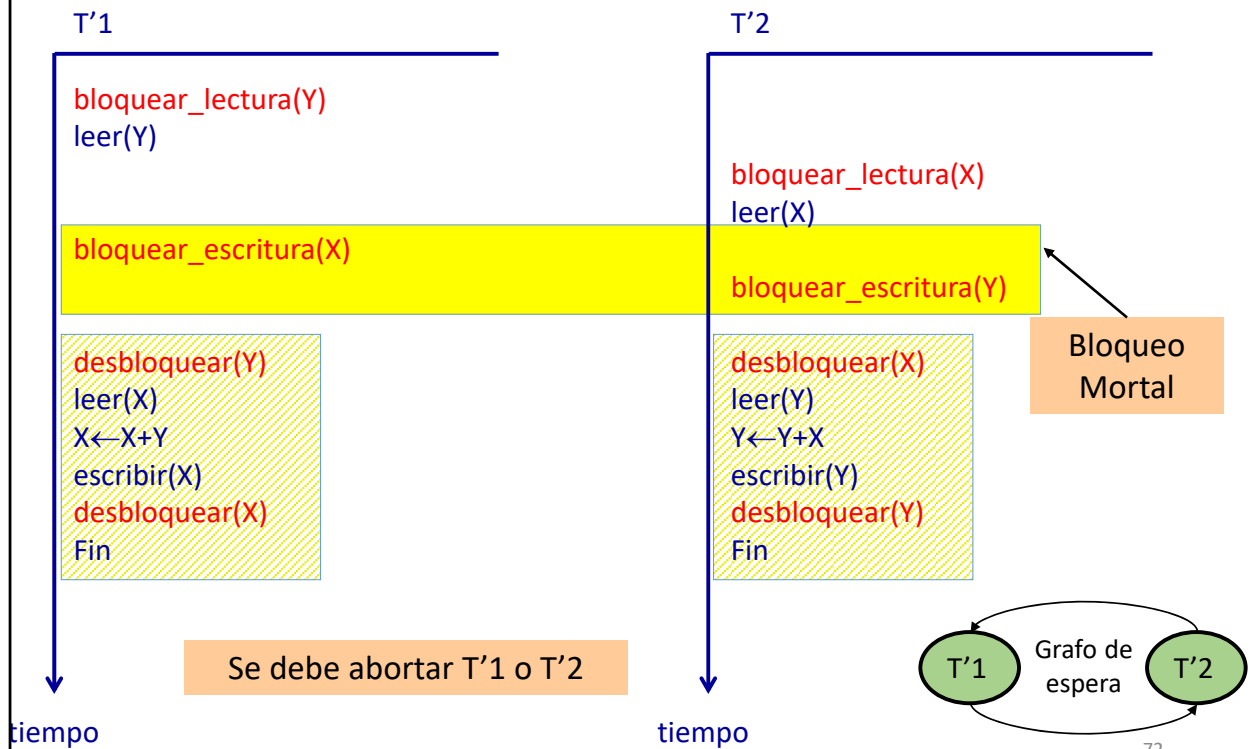 T’1
bloquear_lectura(Y)
leer(Y)
bloquear_escritura(X)
desbloquear(Y)
leer(X)
X←X+Y
escribir(X)
desbloquear(X)
Fin
tiempo
T’2
bloquear_lectura(X)
leer(X)
bloquear_escritura(Y)
desbloquear(X)
leer(Y)
Y←Y+X
escribir(Y)
desbloquear(Y)
Fin
tiempo
Bloqueo
Mortal
Se debe abortar T’1 o T’2
T’1
Grafo de
espera
T’2